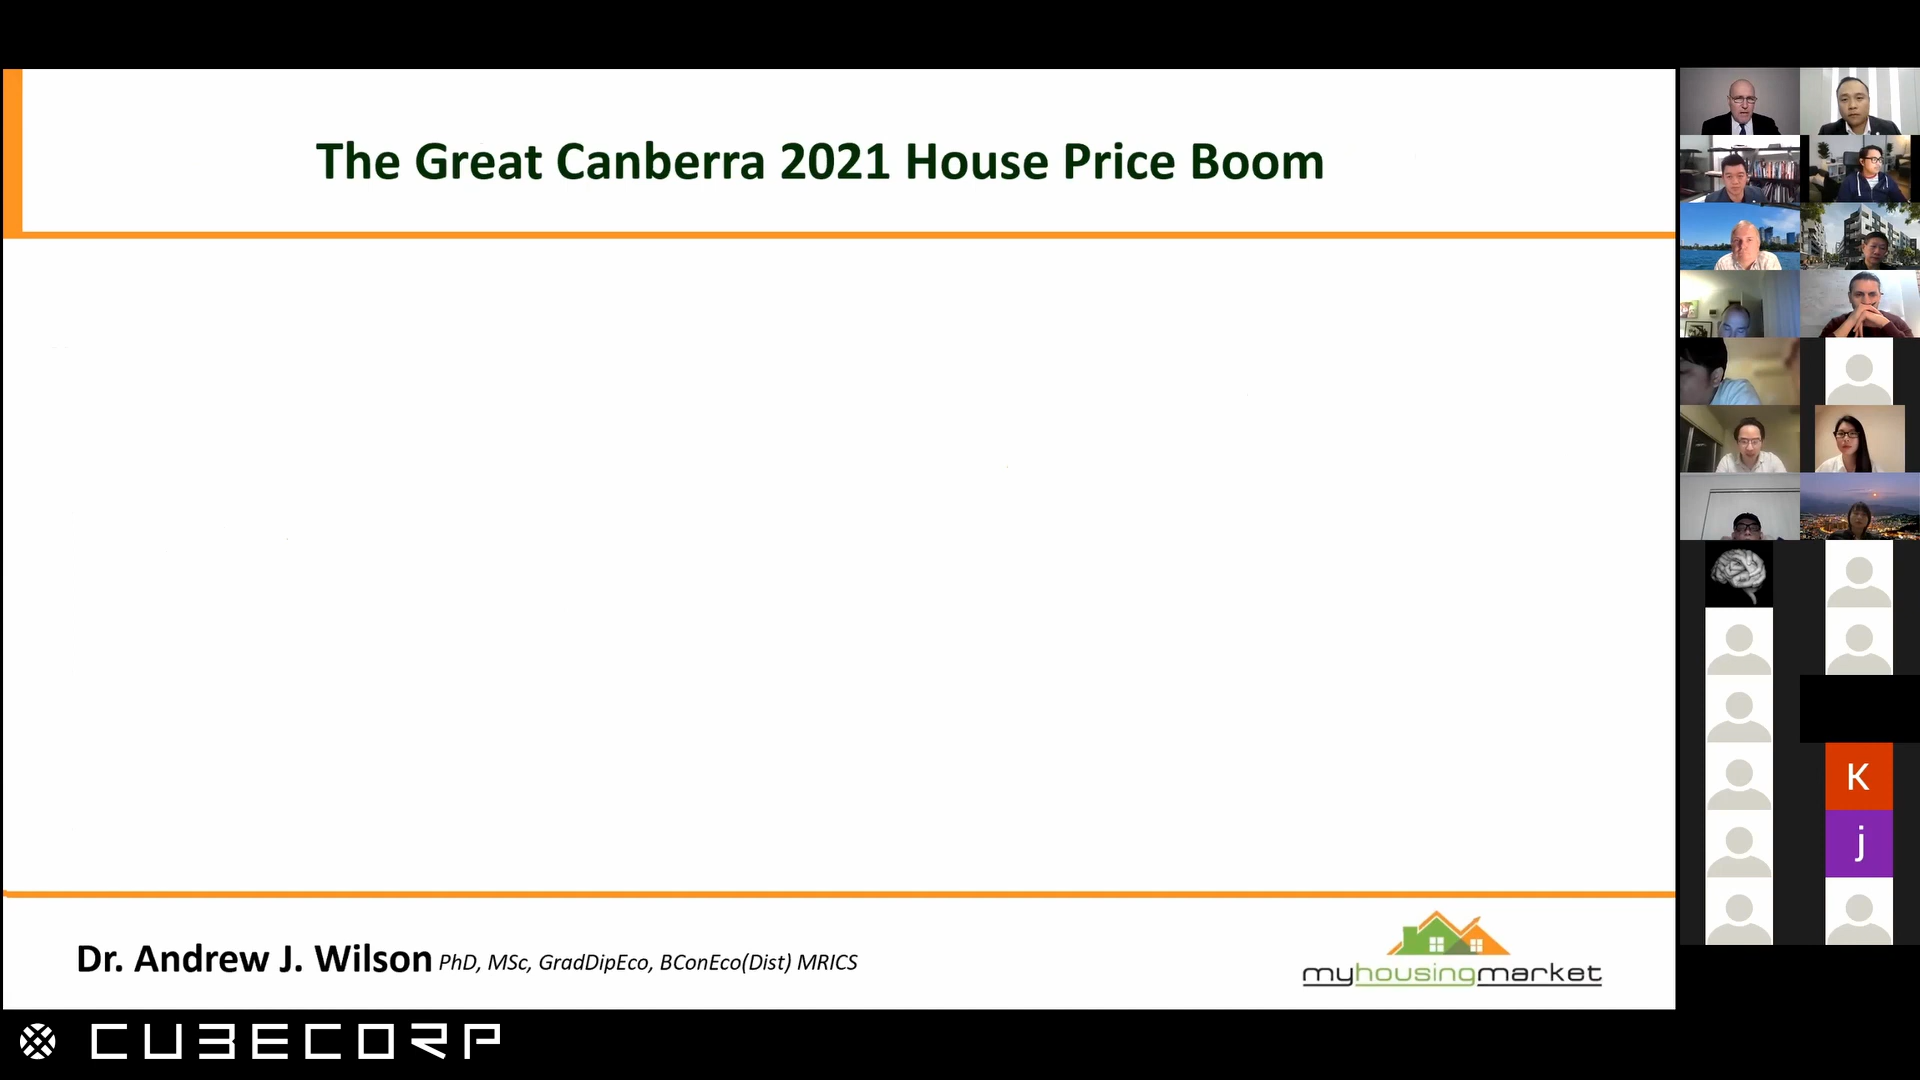 The Great Canberra 2021 House Price Boom
K
j
Dr. Andrew J. Wilson PhD, MSc, GradDipEco, BConEco(Dist) MRICS
myhousingmarket
CUBECORP